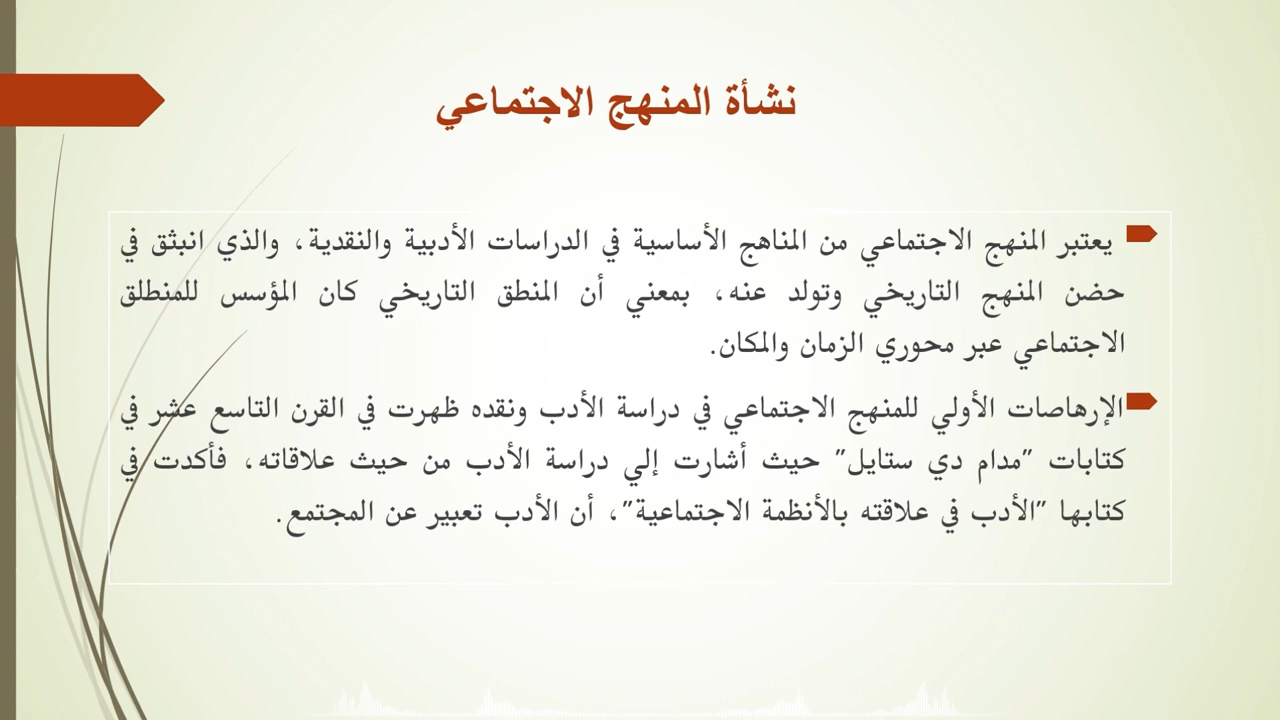 نشأة المنهج الاجتماعي
يعتبر المنهج الاجتماعي من المناهج الأساسية في الدراسات الأدبية والنقدية، والذي انبثق في
حضن المنهج التاريخي وتولد عنه، بمعني أن المنطق التاريخي كان المؤسس للمنطلق
الاجتماعي عبر محوري الزمان والمكان.
الإرهاصات الأولي للمنهج الاجتماعي في دراسة الأدب ونقده ظهرت في القرن التاسع عشر في
كتابات "مدام دي ستايل" حيث أشارت إلي دراسة الأدب من حيث علاقاته، فأكدت في
كتابها "الأدب في علاقته بالأنظمة الاجتماعية"، أن الأدب تعبير عن المجتمع.